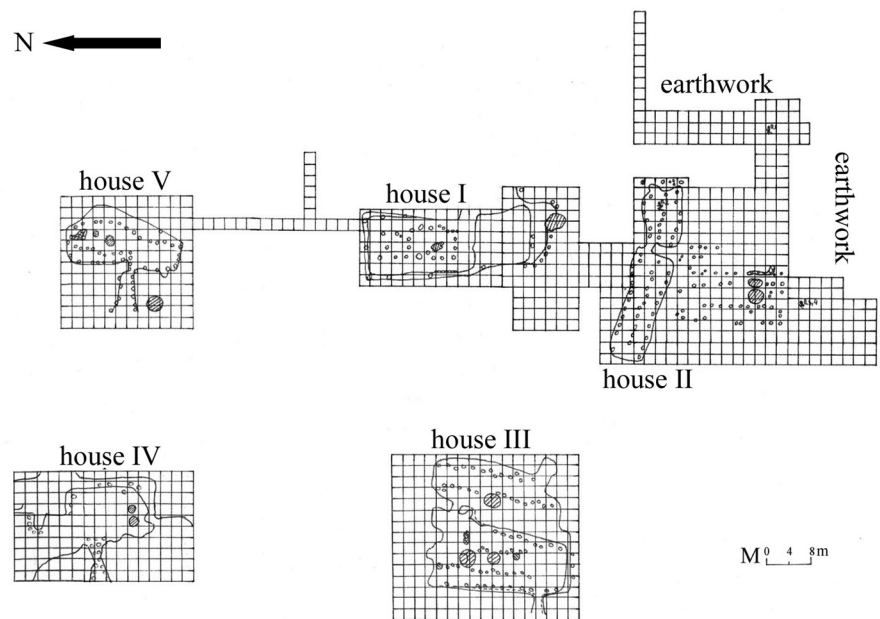 N
earthwork
earthwork
house V
house I
house II
house IV
house III
M 0 4 8m